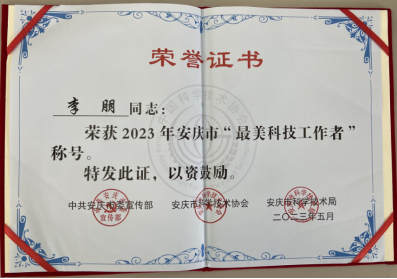 荣誉证书
李 朋 同志：
荣获2023年安庆市“最美科技工作者”
称号。
特发此证，以资鼓励。
中共安庆市委宣传部 安庆市科学技术协会 安庆市科学技术局
二〇二三年五月